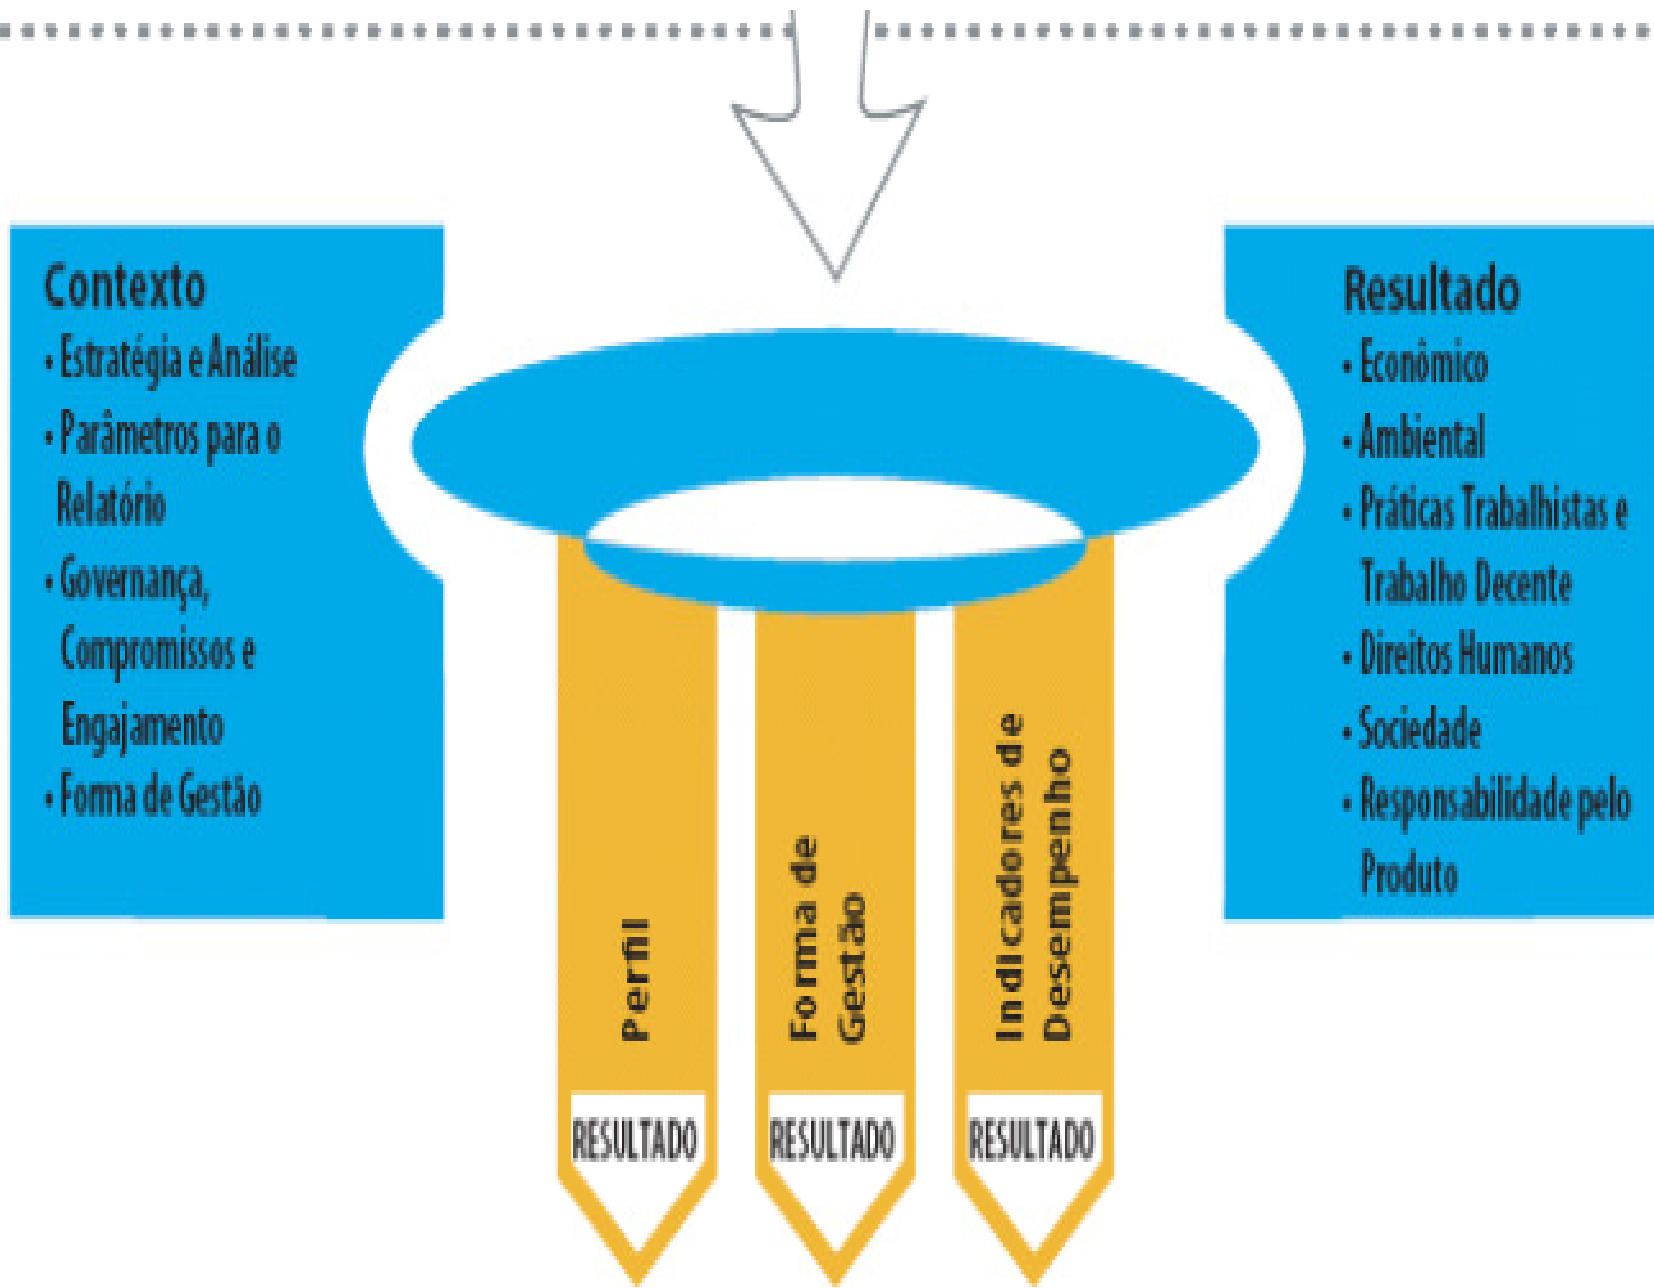 Contexto
• Estratégia e Análise
• Parâmetros para o
Relatório
• Governança,
Compromissos e
Engajamento
• Forma de Gestão
Perfil
Forma de
Gestão
Indicadores de
Desempenho
RESULTADO
RESULTADO
RESULTADO
Resultado
• Econômico
• Ambiental
• Práticas Trabalhistas e
Trabalho Decente
• Direitos Humanos
• Sociedade
• Responsabilidade pelo
Produto